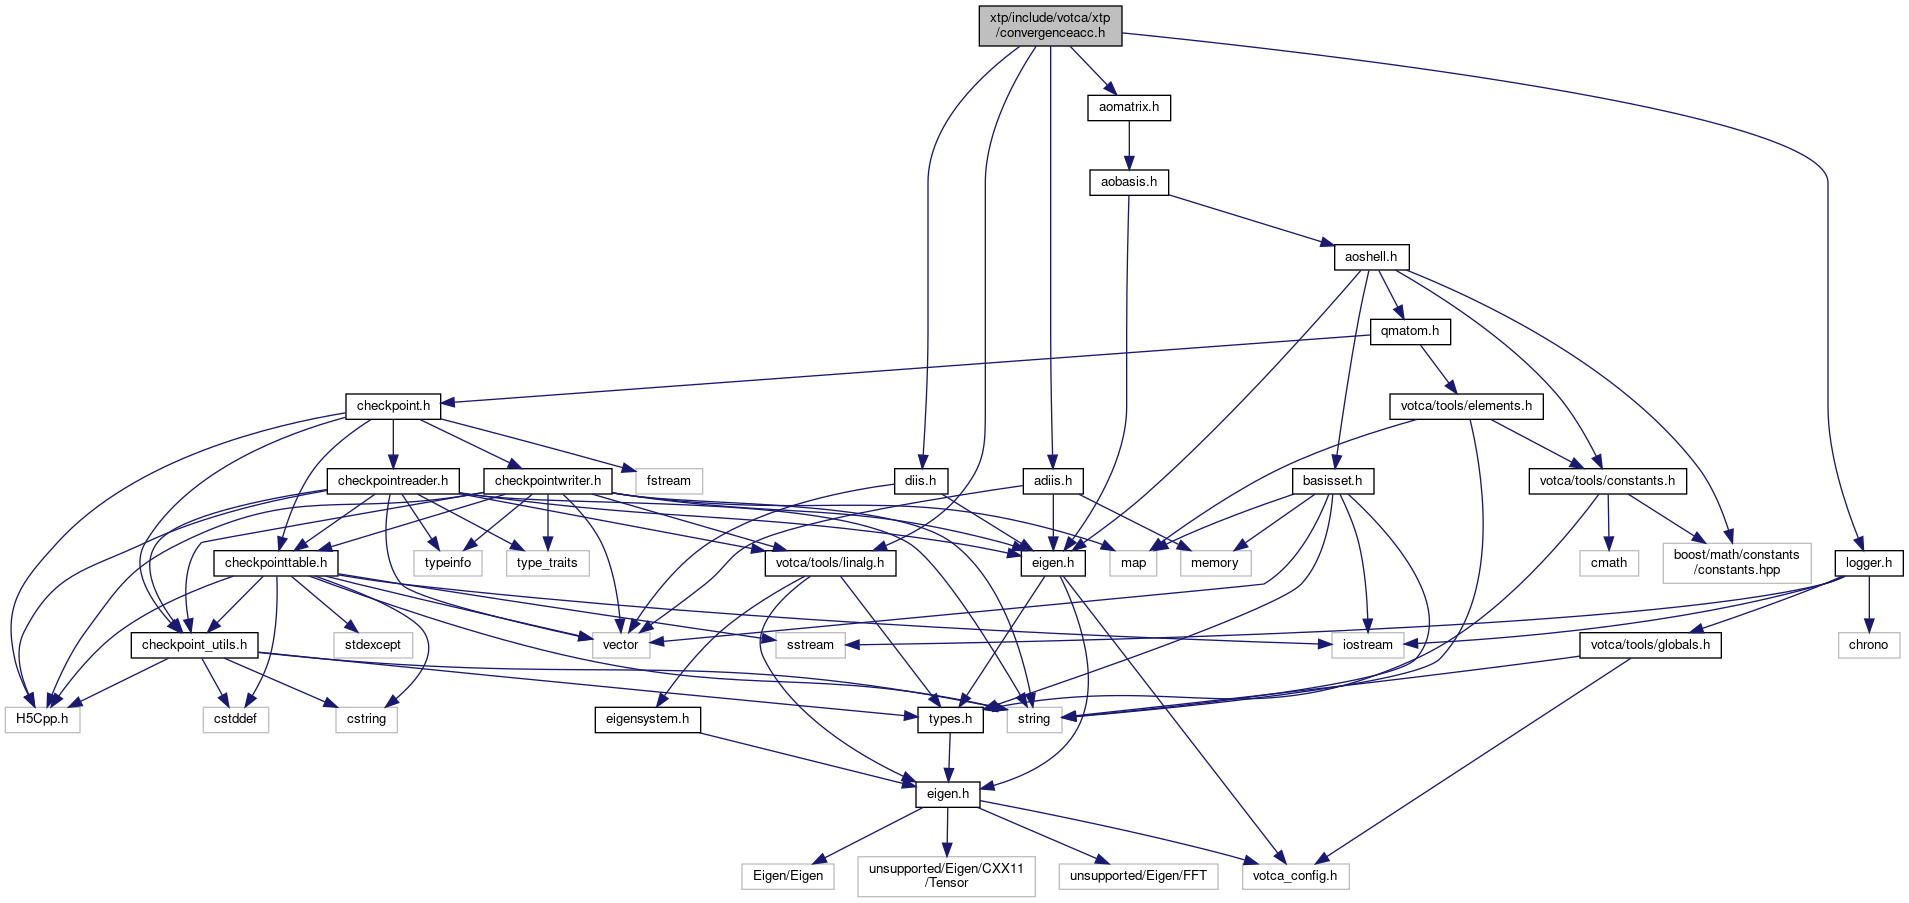 xtp/include/votca/xtp
/convergenceacc.h
aomatrix.h
aobasis.h
aoshell.h
qmatom.h
checkpoint.h
votca/tools/elements.h
checkpointreader.h
checkpointwriter.h
fstream
diis.h
adiis.h
basisset.h
votca/tools/constants.h
checkpointtable.h
typeinfo
type_traits
votca/tools/linalg.h
eigen.h
map
memory
cmath
boost/math/constants
/constants.hpp
logger.h
checkpoint_utils.h
stdexcept
vector
sstream
iostream
votca/tools/globals.h
chrono
H5Cpp.h
cstddef
cstring
eigensystem.h
types.h
string
eigen.h
Eigen/Eigen
unsupported/Eigen/CXX11
/Tensor
unsupported/Eigen/FFT
votca_config.h